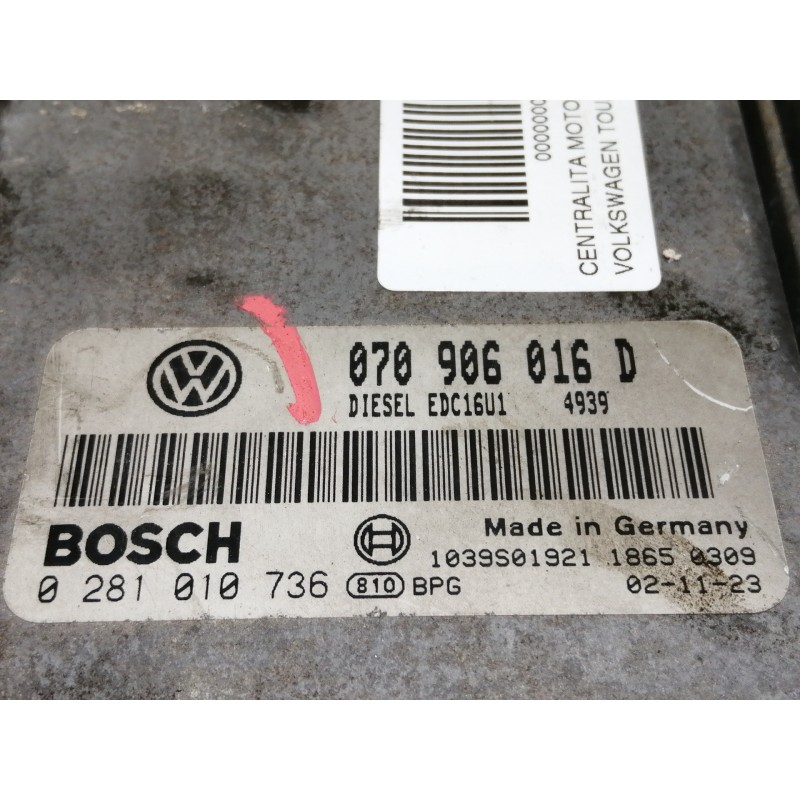 0000000
CENTRALITA MOTO
VOLKSWAGEN TOU
070 906 016 D
DIESEL EDC16U1 4939
BOSCH
Made in Germany
1039S01921 1865 0309
0 281 010 736 810 BPG 02-11-23